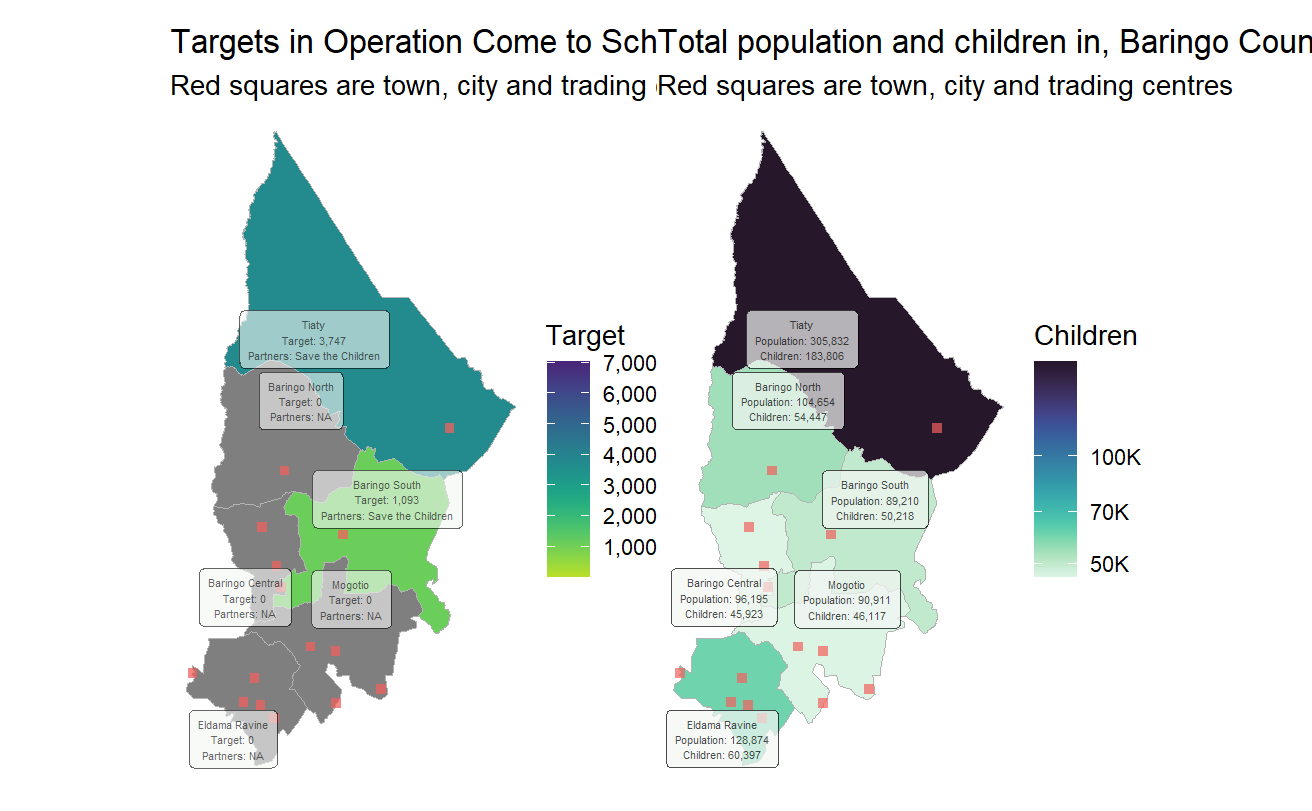 Targets in Operation Come to Sch
Red squares are town, city and trading
Tiaty
Target: 3,747
Partners: Save the Children
Baringo North
Target: 0
Partners: NA
Baringo South
Target: 1,093
Partners: Save the Children
Baringo Central
Target: 0
Partners: NA
Mogotio
Target: 0
Partners: NA
Eldama Ravine
Target: 0
Partners: NA
Target
7,000
6,000
5,000
4,000
3,000
2,000
1,000
Total population and children in, Baringo Coun
Red squares are town, city and trading centres
Tiaty
Population: 305,832
Children: 183,806
Baringo North
Population: 104,654
Children: 54,447
Baringo South
Population: 89,210
Children: 50,218
Baringo Central
Population: 96,195
Children: 45,923
Mogotio
Population: 90,911
Children: 46,117
Eldama Ravine
Population: 128,874
Children: 60,397
Children
100K
70K
50K